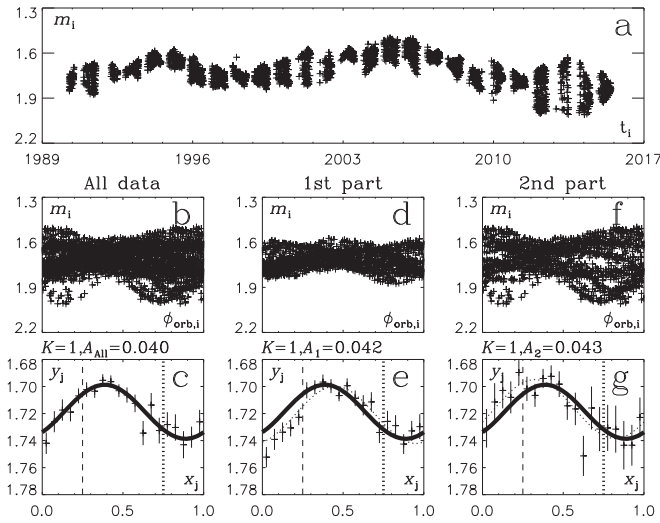 1.3
m_i
a
1.6
1.9
2.2
t_i
1989 1996 2003 2010 2017
All data 1st part 2nd part
1.3 m_i b 1.3 m_i d 1.3 m_i f
1.6 1.6 1.6
1.9 1.9 1.9
2.2 ϕ_orb,i 2.2 ϕ_orb,i 2.2 ϕ_orb,i
K=1,A_All=0.040 K=1,A_1=0.042 K=1,A_2=0.043
1.68 y_j c 1.68 y_j e 1.68 y_j g
1.70 1.70 1.70
1.72 1.72 1.72
1.74 1.74 1.74
1.76 1.76 1.76
1.78 x_j 1.78 x_j 1.78 x_j
0.0 0.5 1.0 0.0 0.5 1.0 0.0 0.5 1.0